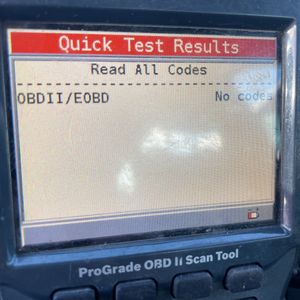 Quick Test Results
Read All Codes
OBDII/EOBD No codes
ProGrade OBD II Scan Tool